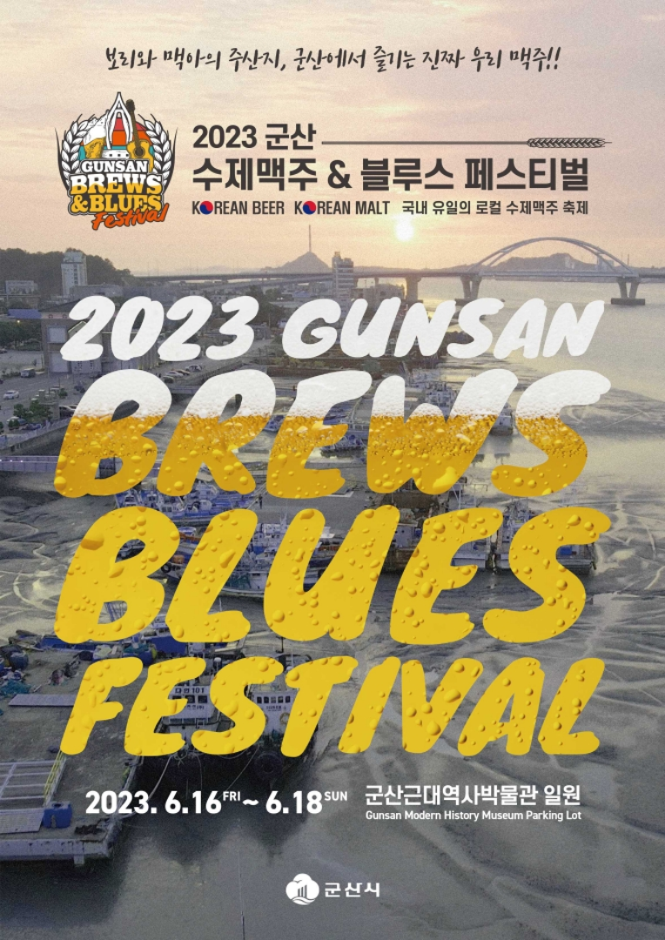 보리와 맥아의 주산지, 군산에서 즐기는 진짜 우리 맥주!!
GUNSAN
BREWS
& BLUES
Festival
2023 군산
수제맥주 & 블루스 페스티벌
KOREAN BEER KOREAN MALT 국내 유일의 로컬 수제맥주 축제
2023 GUNSAN
BREWS
BLUES
FESTIVAL
2023. 6.16 FRI ~ 6.18 SUN 군산근대역사박물관 일원
Gunsan Modern History Museum Parking Lot
군산시